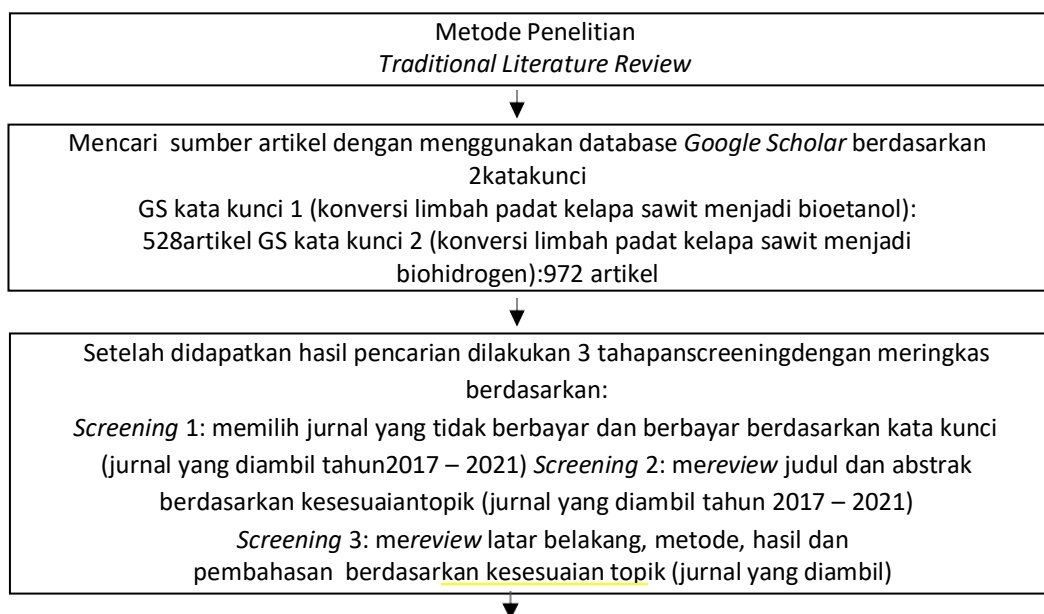 Metode Penelitian
Traditional Literature Review
Mencari sumber artikel dengan menggunakan database Google Scholar berdasarkan
2katakunci
GS kata kunci 1 (konversi limbah padat kelapa sawit menjadi bioetanol):
528artikel GS kata kunci 2 (konversi limbah padat kelapa sawit menjadi
biohidrogen):972 artikel
Setelah didapatkan hasil pencarian dilakukan 3 tahapanscreeningdengan meringkas
berdasarkan:
Screening 1: memilih jurnal yang tidak berbayar dan berbayar berdasarkan kata kunci
(jurnal yang diambil tahun2017 – 2021) Screening 2: mereview judul dan abstrak
berdasarkan kesesuaiantopik (jurnal yang diambil tahun 2017 – 2021)
Screening 3: mereview latar belakang, metode, hasil dan
pembahasan berdasarkan kesesuaian topik (jurnal yang diambil)